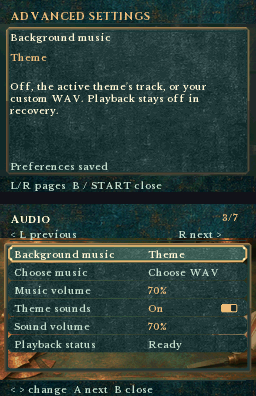 ADVANCED SETTINGS
Background music
Theme
Off, the active theme's track, or your
custom WAV. Playback stays off in
recovery.
Preferences saved
L/R pages B / START close
AUDIO 3/7
< L previous R next >
Background music Theme
Choose music Choose WAV
Music volume 70%
Theme sounds On
Sound volume 70%
Playback status Ready
< > change A next B close